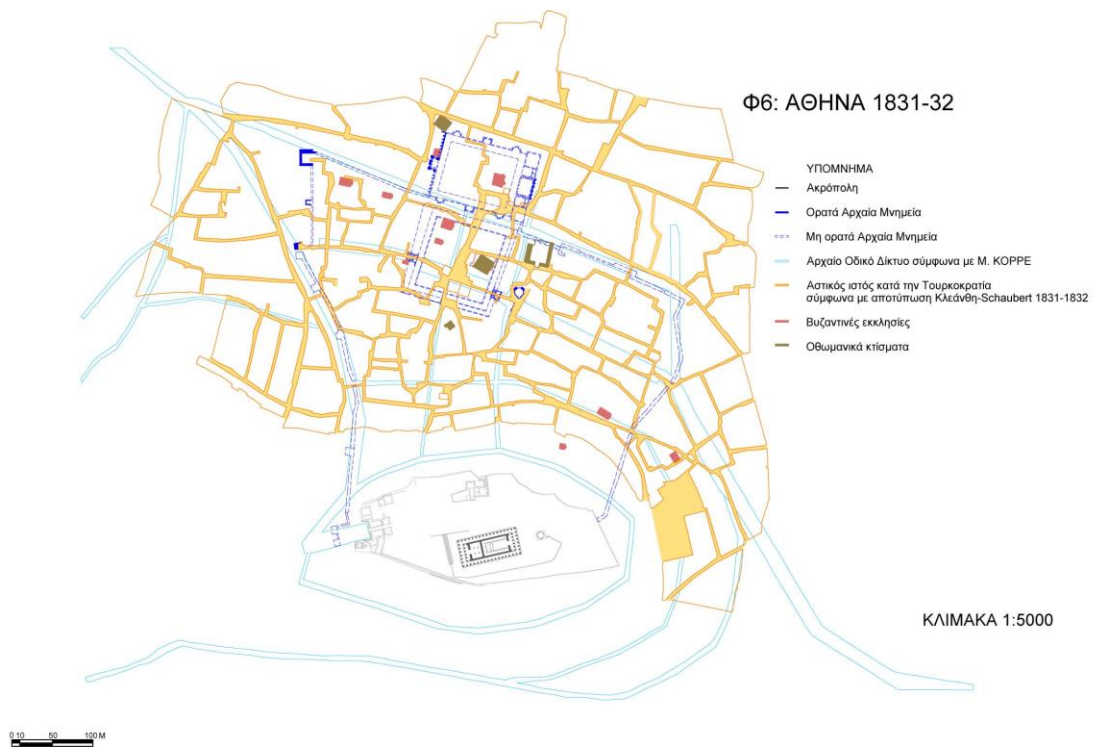 Φ6: ΑΘΗΝΑ 1831-32
ΥΠΟΜΝΗΜΑ
Ακρόπολη
Ορατά Αρχαία Μνημεία
Μη ορατά Αρχαία Μνημεία
Αρχαίο Οδικό Δίκτυο σύμφωνα με Μ. ΚΟΡΡΕ
Αστικός ιστός κατά την Τουρκοκρατία
σύμφωνα με αποτύπωση Κλεάνθη-Schaubert 1831-1832
Βυζαντινές εκκλησίες
Οθωμανικά κτίσματα
ΚΛΙΜΑΚΑ 1:5000
0 10 50 100 M